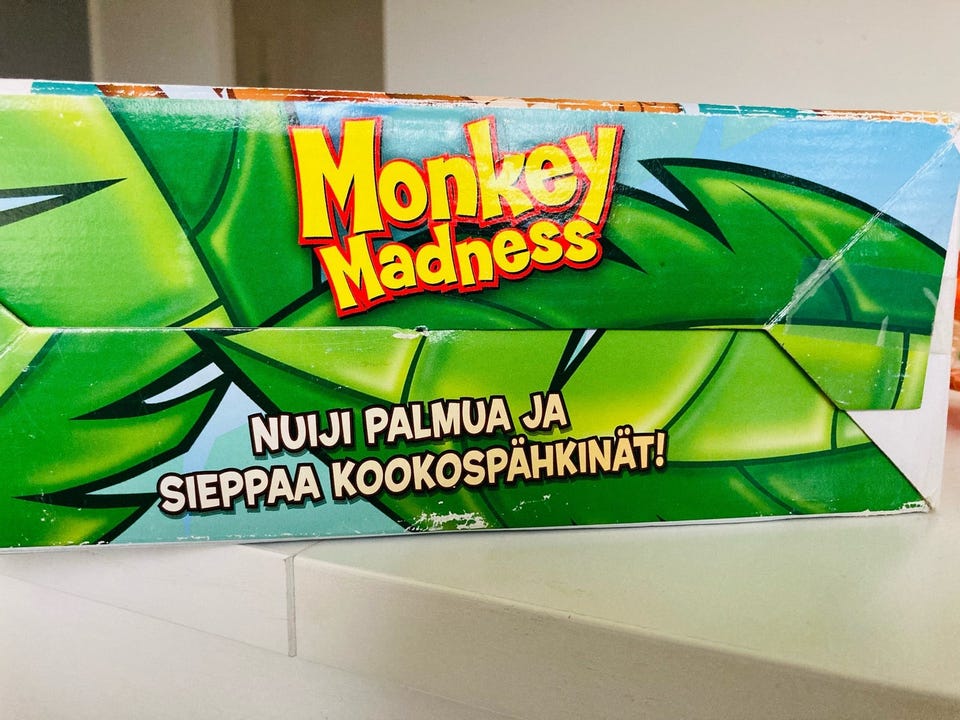 Monkey
Madness
NUIJI PALMUA JA
SIEPPAA KOOKOSPÄHKINÄT!